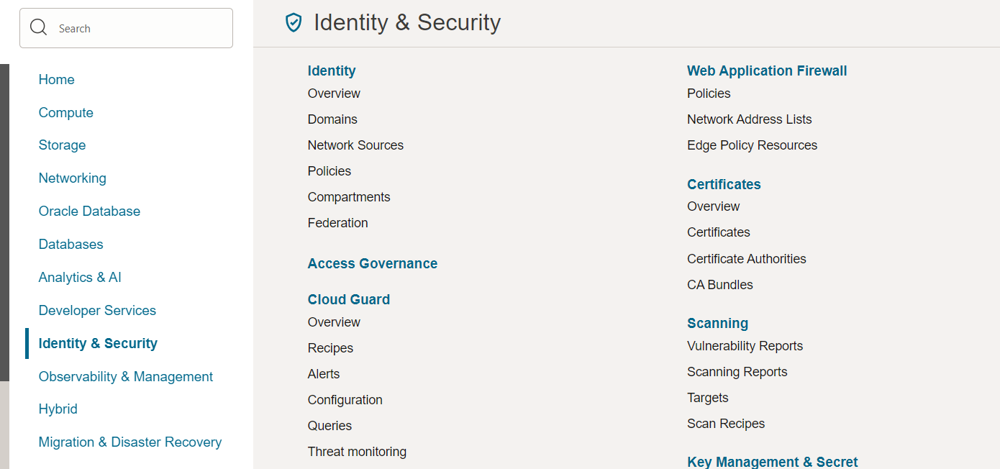 Search
Home
Compute
Storage
Networking
Oracle Database
Databases
Analytics & AI
Developer Services
Identity & Security
Observability & Management
Hybrid
Migration & Disaster Recovery
Identity & Security
Identity
Overview
Domains
Network Sources
Policies
Compartments
Federation
Access Governance
Cloud Guard
Overview
Recipes
Alerts
Configuration
Queries
Threat monitoring
Web Application Firewall
Policies
Network Address Lists
Edge Policy Resources
Certificates
Overview
Certificates
Certificate Authorities
CA Bundles
Scanning
Vulnerability Reports
Scanning Reports
Targets
Scan Recipes
Key Management & Secret